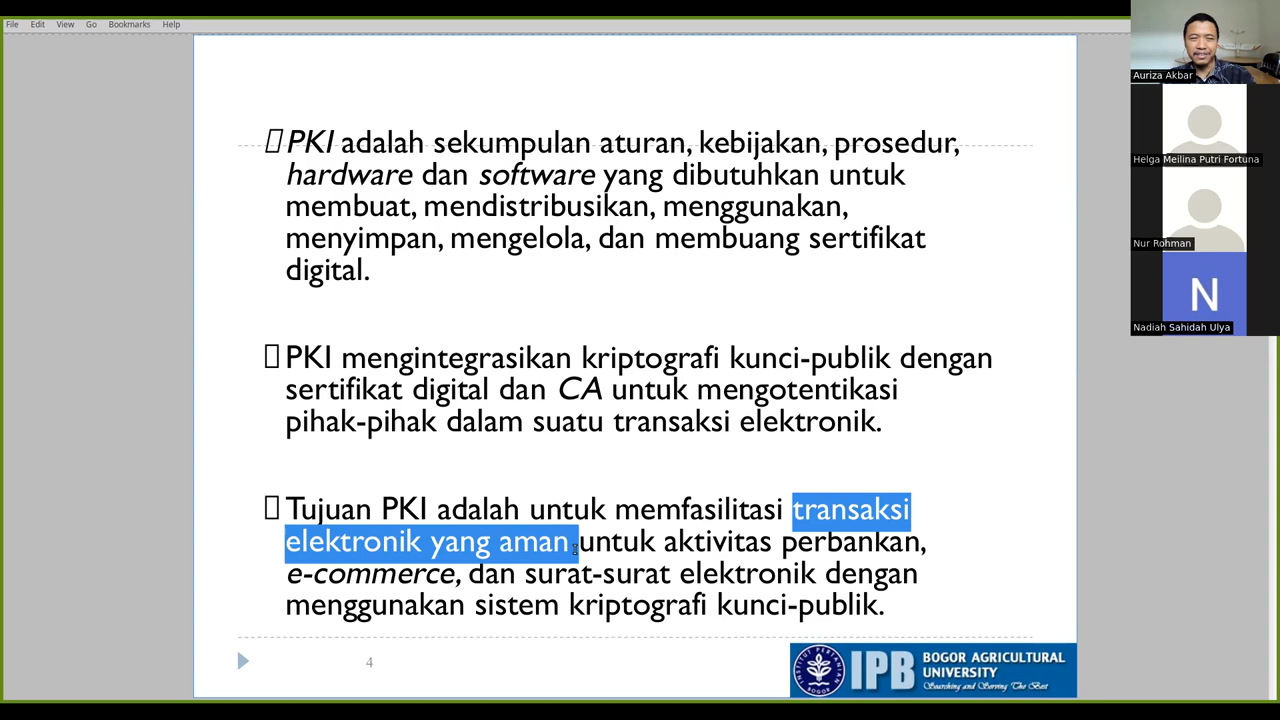 File Edit View Go Bookmarks Help
PKI adalah sekumpulan aturan, kebijakan, prosedur,
hardware dan software yang dibutuhkan untuk
membuat, mendistribusikan, menggunakan,
menyimpan, mengelola, dan membuang sertifikat
digital.
PKI mengintegrasikan kriptografi kunci-publik dengan
sertifikat digital dan CA untuk mengotentikasi
pihak-pihak dalam suatu transaksi elektronik.
Tujuan PKI adalah untuk memfasilitasi transaksi
elektronik yang aman untuk aktivitas perbankan,
e-commerce, dan surat-surat elektronik dengan
menggunakan sistem kriptografi kunci-publik.
4
INSTITUT PERTANIAN
BOGOR
IPB
BOGOR AGRICULTURAL
UNIVERSITY
Searching and Serving The Best
Auriza Akbar
Helga Meilina Putri Fortuna
Nur Rohman
N
Nadiah Sahidah Ulya